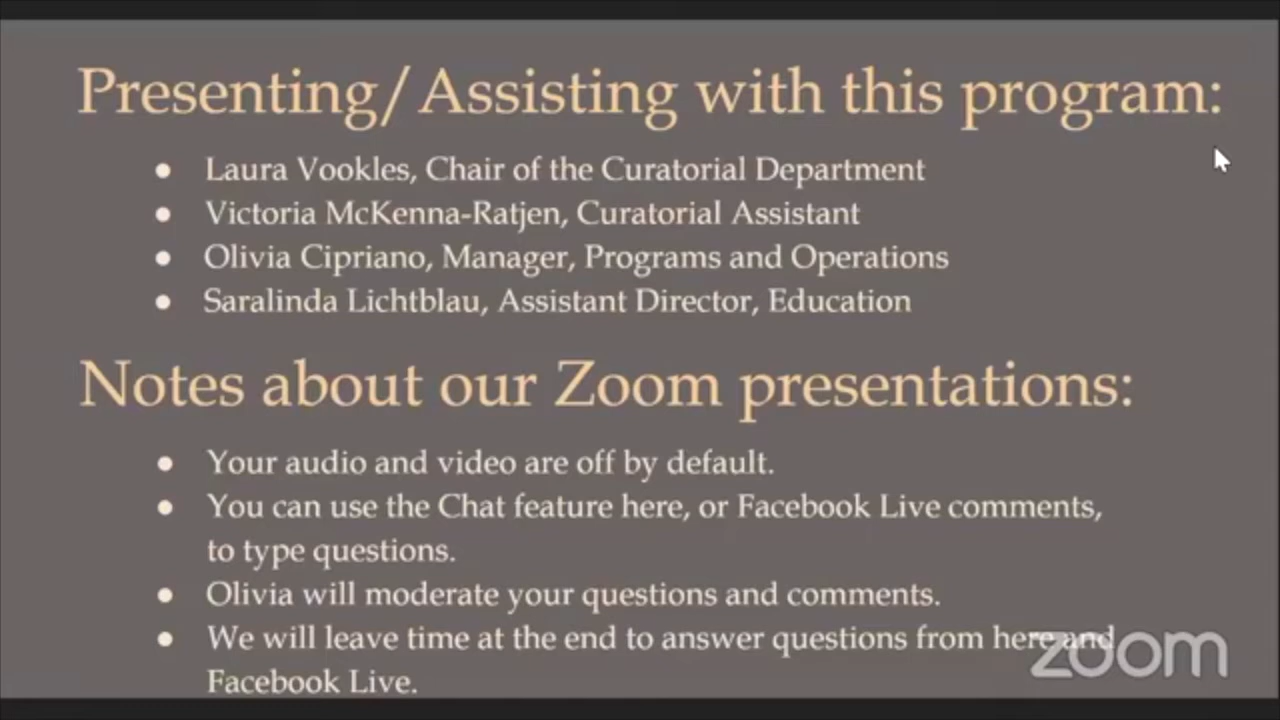 Presenting/Assisting with this program:
● Laura Vookles, Chair of the Curatorial Department
● Victoria McKenna-Ratjen, Curatorial Assistant
● Olivia Cipriano, Manager, Programs and Operations
● Saralinda Lichtblau, Assistant Director, Education
Notes about our Zoom presentations:
● Your audio and video are off by default.
● You can use the Chat feature here, or Facebook Live comments,
to type questions.
● Olivia will moderate your questions and comments.
● We will leave time at the end to answer questions from here and
Facebook Live.
zoom